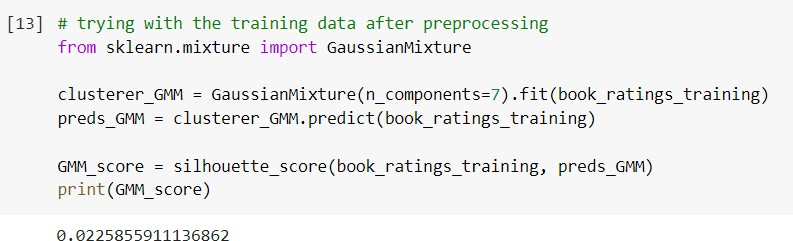 [13] # trying with the training data after preprocessing
from sklearn.mixture import GaussianMixture
clusterer_GMM = GaussianMixture(n_components=7).fit(book_ratings_training)
preds_GMM = clusterer_GMM.predict(book_ratings_training)
GMM_score = silhouette_score(book_ratings_training, preds_GMM)
print(GMM_score)
0.0225855911136862